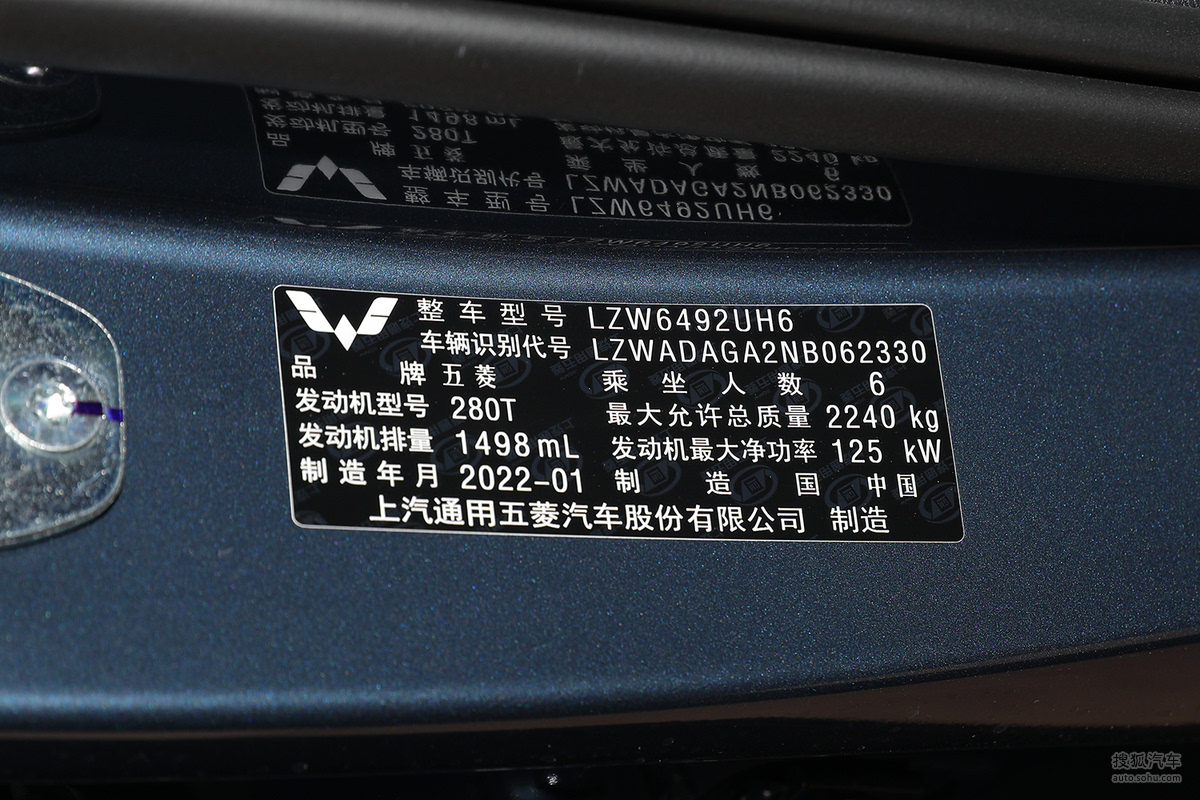 整车型号 LZW6492UH6
车辆识别代号 LZWADAGA2NB062330
品牌 五菱 乘坐人数 6
发动机型号 280T 最大允许总质量 2240 kg
发动机排量 1498 mL 发动机最大净功率 125 kW
制造年月 2022-01 制造国 中国
上汽通用五菱汽车股份有限公司 制造
搜狐汽车
auto.sohu.com